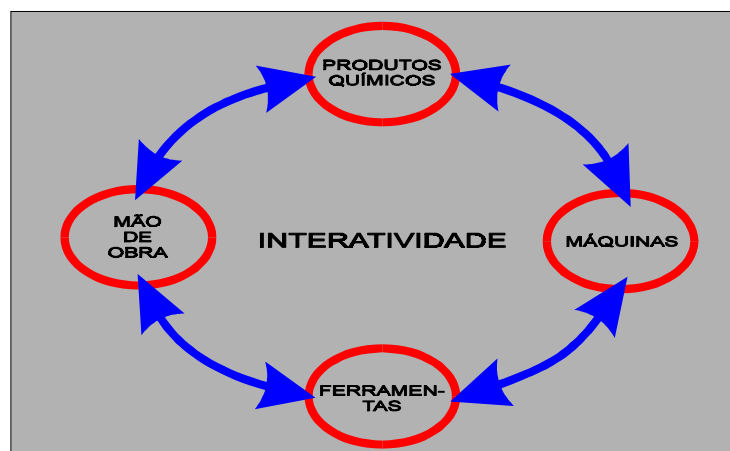 PRODUTOS
QUÍMICOS
MÃO
DE
OBRA
INTERATIVIDADE
MÁQUINAS
FERRAMEN-
TAS